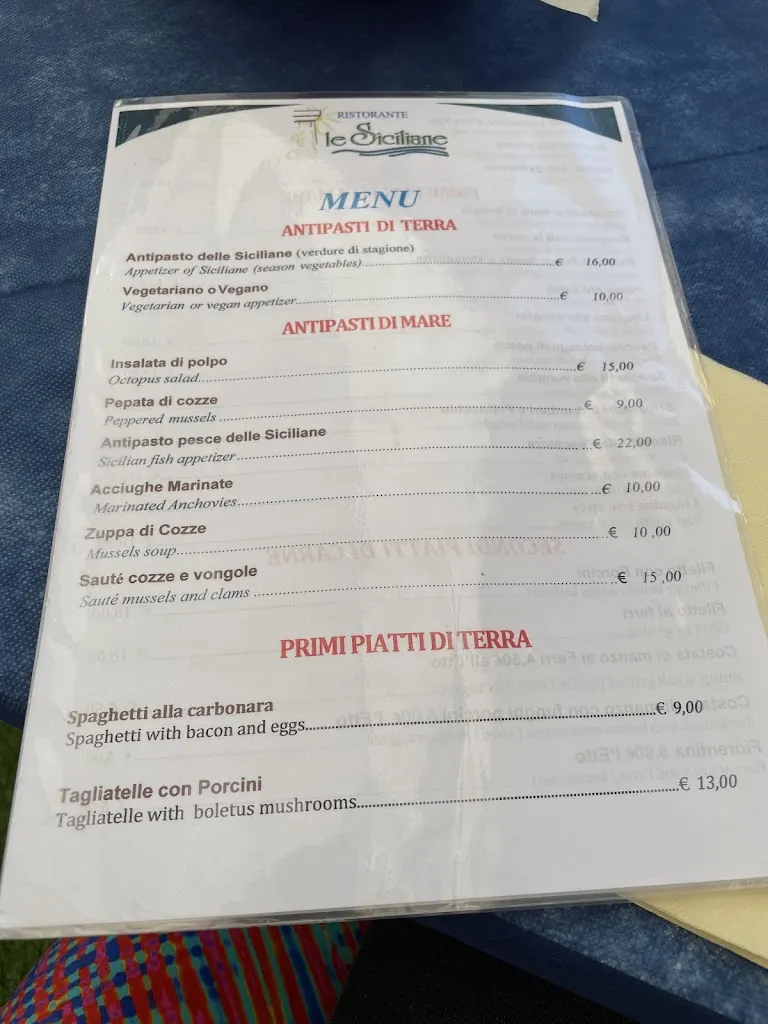 RISTORANTE
le Siciliane
MENU
ANTIPASTI DI TERRA
Antipasto delle Siciliane (verdure di stagione)
Appetizer of Siciliane (season vegetables)..........€ 16,00
Vegetariano o Vegano
Vegetarian or vegan appetizer..........€ 10,00
ANTIPASTI DI MARE
Insalata di polpo
Octopus salad..........€ 15,00
Pepata di cozze
Peppered mussels..........€ 9,00
Antipasto pesce delle Siciliane
Sicilian fish appetizer..........€ 22,00
Acciughe Marinate
Marinated Anchovies..........€ 10,00
Zuppa di Cozze
Mussels soup..........€ 10 ,00
Sauté cozze e vongole
Sauté mussels and clams..........€ 15 ,00
PRIMI PIATTI DI TERRA
Spaghetti alla carbonara
Spaghetti with bacon and eggs..........€ 9,00
Tagliatelle con Porcini
Tagliatelle with boletus mushrooms..........€ 13,00